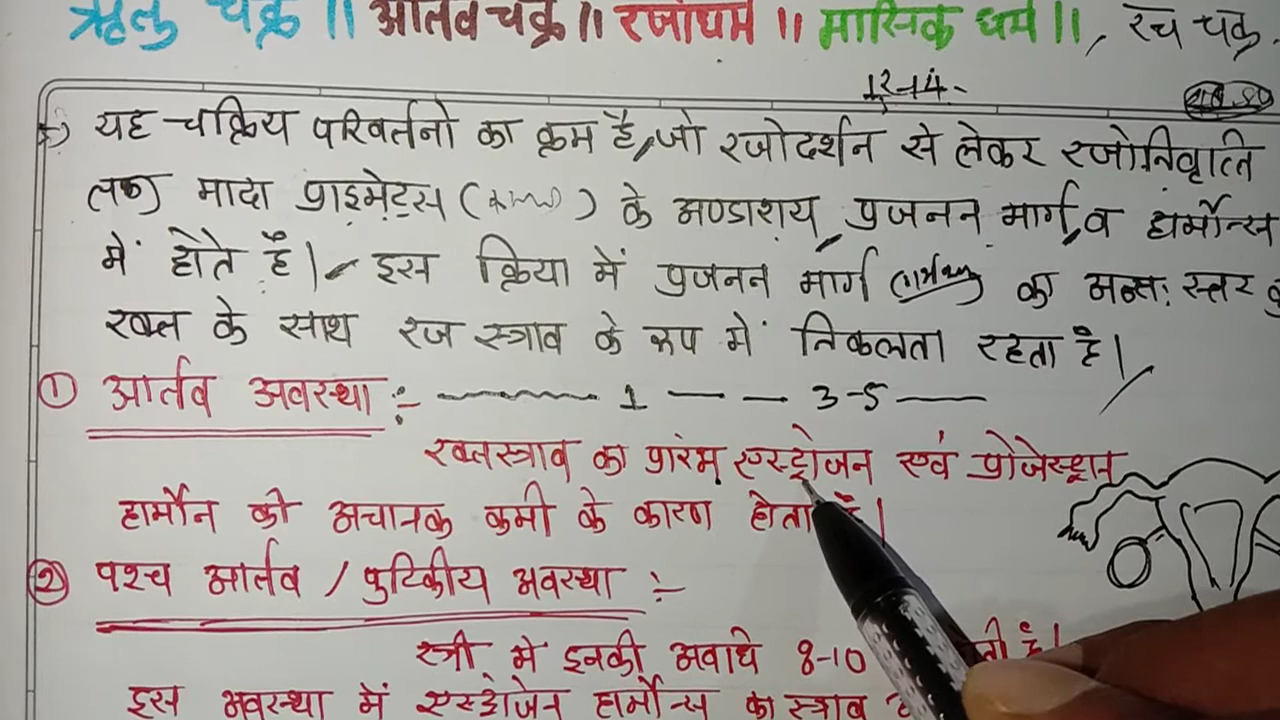 ऋतु चक्र || आर्तव चक्र || रजोधर्म || मासिक धर्म ||, रज चक्र.
12-14-
यह चक्रिय परिवर्तनो का क्रम है, जो रजोदर्शन से लेकर रजोनिवृत्ति
तक मादा प्राइमेट्स ( ) के अण्डाशय, प्रजनन मार्ग, व हार्मोन्स
में होते है। इस क्रिया में प्रजनन मार्ग का अन्तः स्तर
रक्त के साथ रज स्त्राव के रूप में निकलता रहता है।
① आर्तव अवस्था :- 1 — — 3-5 —
रक्तस्त्राव का प्रारंभ एस्ट्रोजन एवं प्रोजेस्ट्रान
हार्मोन की अचानक कमी के कारण होता है।
② पश्च आर्तव / पुटिकीय अवस्था :-
स्त्री में इनकी अवधि 8-10 है।
इस अवस्था में एस्ट्रोजेन हार्मोन्स का स्त्राव